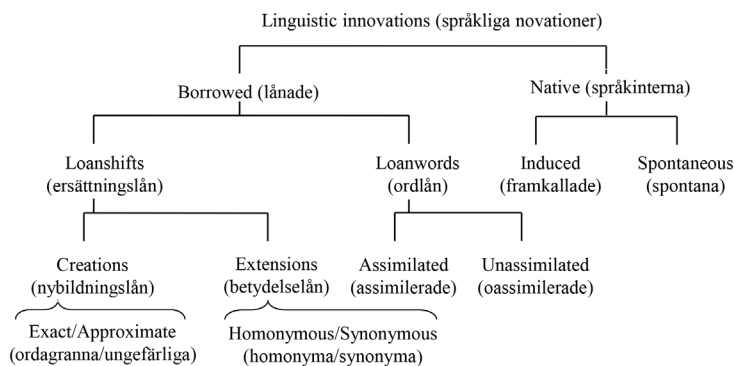 Linguistic innovations (språkliga novationer)
Borrowed (lånade)
Native (språkinterna)
Loanshifts
(ersättningslån)
Loanwords
(ordlån)
Induced
(framkallade)
Spontaneous
(spontana)
Creations
(nybildningslån)
Extensions
(betydelselån)
Assimilated
(assimilerade)
Unassimilated
(oassimilerade)
Exact/Approximate
(ordagranna/ungefärliga)
Homonymous/Synonymous
(homonyma/synonyma)